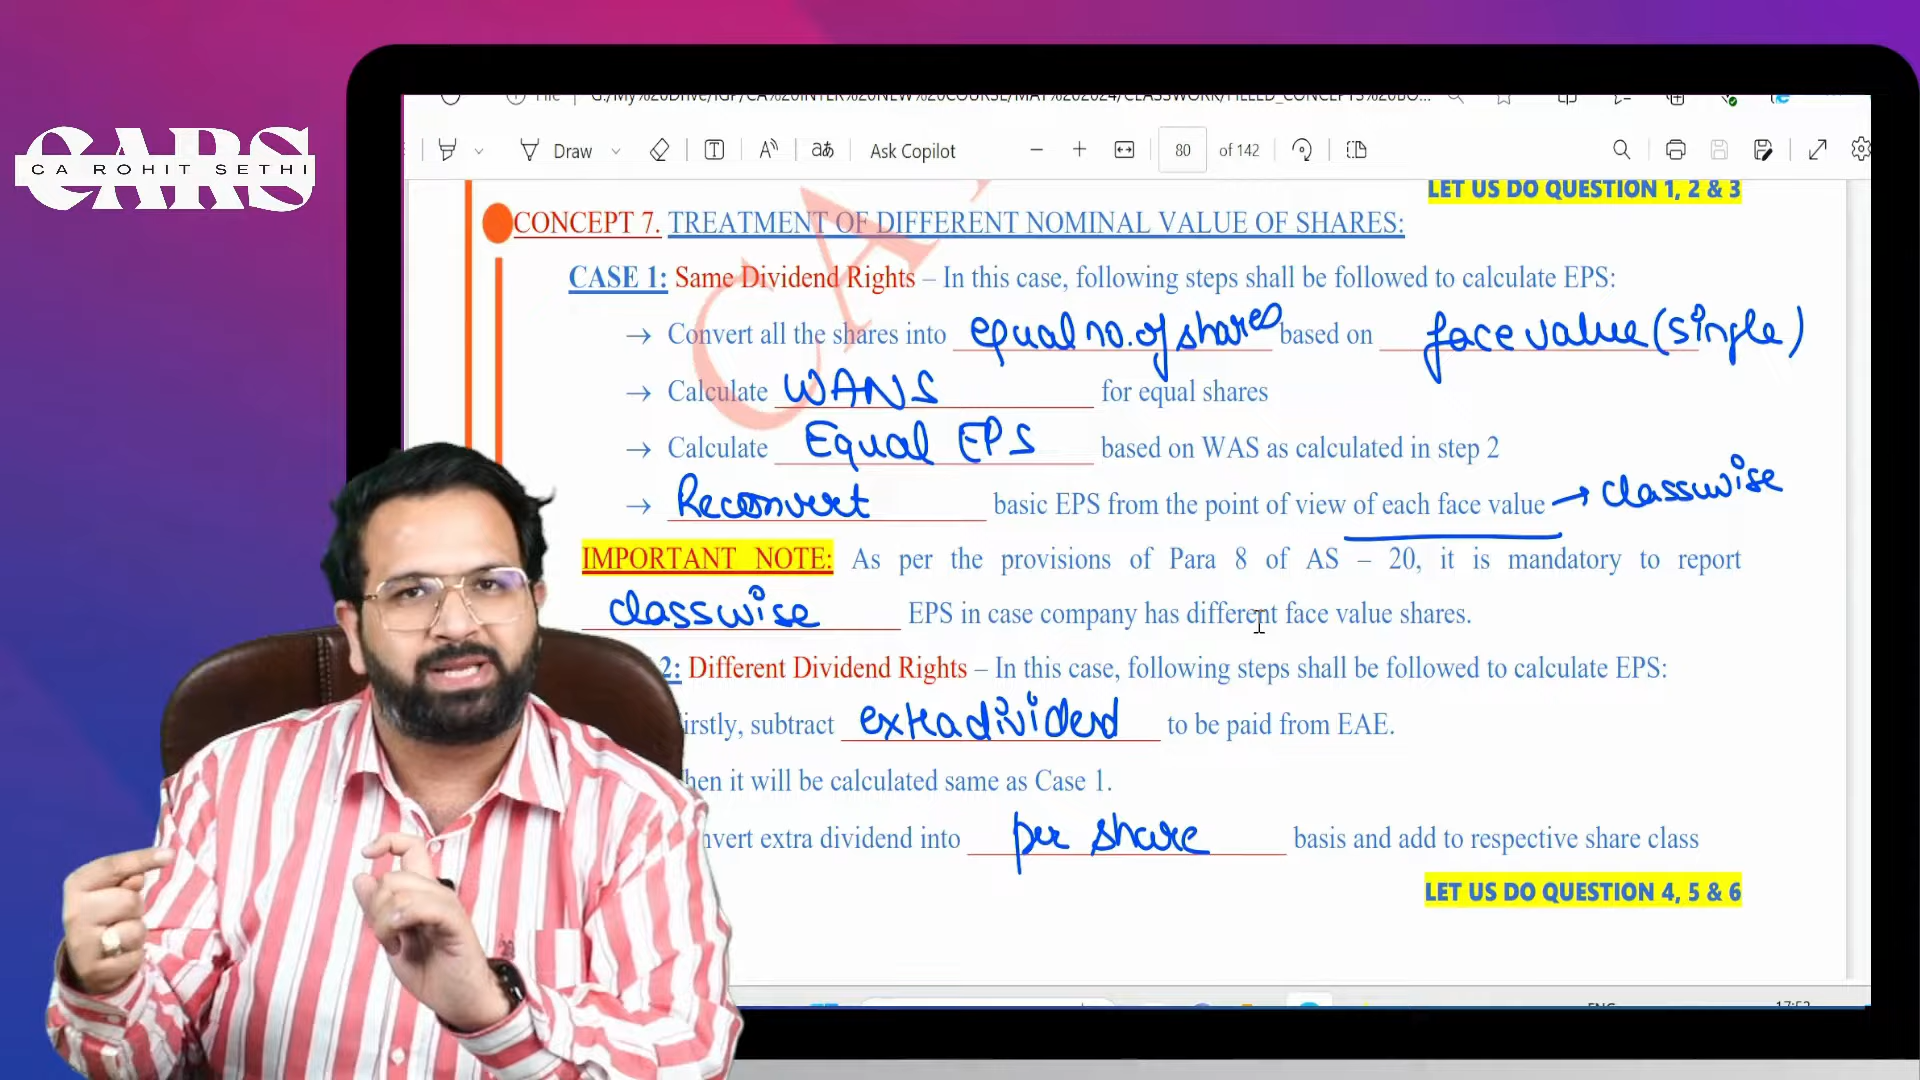 CARS
CA ROHIT SETHI
Draw
Ask Copilot
80 of 142
LET US DO QUESTION 1, 2 & 3
CONCEPT 7. TREATMENT OF DIFFERENT NOMINAL VALUE OF SHARES:
CASE 1: Same Dividend Rights – In this case, following steps shall be followed to calculate EPS:
→ Convert all the shares into equal no. of shares based on face value (single)
→ Calculate WANS for equal shares
→ Calculate Equal EPS based on WAS as calculated in step 2
→ Reconvert basic EPS from the point of view of each face value → classwise
IMPORTANT NOTE: As per the provisions of Para 8 of AS – 20, it is mandatory to report
classwise EPS in case company has different face value shares.
2: Different Dividend Rights – In this case, following steps shall be followed to calculate EPS:
irstly, subtract extra dividend to be paid from EAE.
hen it will be calculated same as Case 1.
nvert extra dividend into per share basis and add to respective share class
LET US DO QUESTION 4, 5 & 6